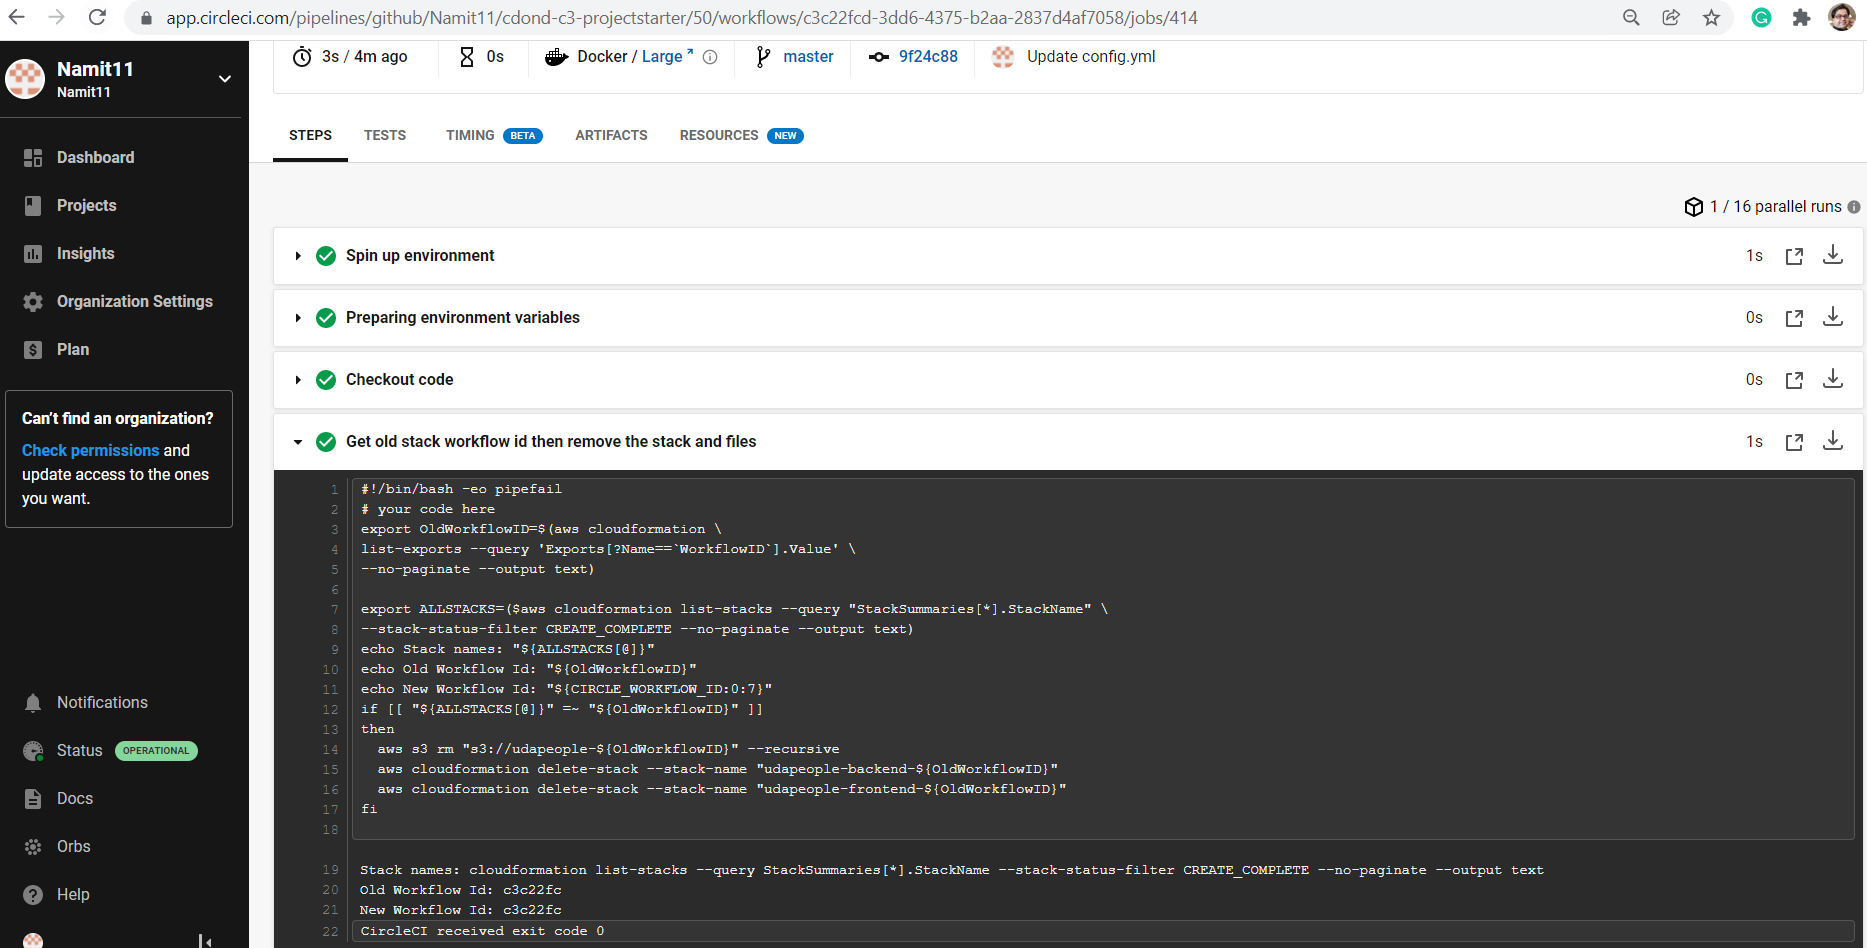 app.circleci.com/pipelines/github/Namit11/cdond-c3-projectstarter/50/workflows/c3c22fcd-3dd6-4375-b2aa-2837d4af7058/jobs/414
Namit11
Namit11
3s / 4m ago
0s
Docker / Large
master
9f24c88
Update config.yml
STEPS
TESTS
TIMING BETA
ARTIFACTS
RESOURCES NEW
Dashboard
Projects
Insights
Organization Settings
Plan
Can't find an organization?
Check permissions and
update access to the ones
you want.
Notifications
Status OPERATIONAL
Docs
Orbs
Help
1 / 16 parallel runs
Spin up environment 1s
Preparing environment variables 0s
Checkout code 0s
Get old stack workflow id then remove the stack and files 1s
1 #!/bin/bash -eo pipefail
2 # your code here
3 export OldWorkflowID=$(aws cloudformation \
4 list-exports --query 'Exports[?Name==`WorkflowID`].Value' \
5 --no-paginate --output text)
6
7 export ALLSTACKS=($aws cloudformation list-stacks --query "StackSummaries[*].StackName" \
8 --stack-status-filter CREATE_COMPLETE --no-paginate --output text)
9 echo Stack names: "${ALLSTACKS[@]}"
10 echo Old Workflow Id: "${OldWorkflowID}"
11 echo New Workflow Id: "${CIRCLE_WORKFLOW_ID:0:7}"
12 if [[ "${ALLSTACKS[@]}" =~ "${OldWorkflowID}" ]]
13 then
14   aws s3 rm "s3://udapeople-${OldWorkflowID}" --recursive
15   aws cloudformation delete-stack --stack-name "udapeople-backend-${OldWorkflowID}"
16   aws cloudformation delete-stack --stack-name "udapeople-frontend-${OldWorkflowID}"
17 fi
18
19 Stack names: cloudformation list-stacks --query StackSummaries[*].StackName --stack-status-filter CREATE_COMPLETE --no-paginate --output text
20 Old Workflow Id: c3c22fc
21 New Workflow Id: c3c22fc
22 CircleCI received exit code 0